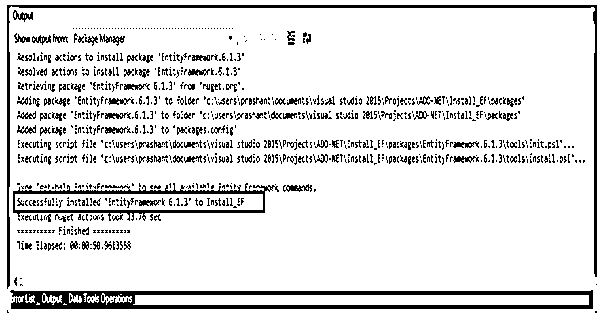 Output
Show output from: Package Manager
Resolving actions to install package 'EntityFramework.6.1.3'
Resolved actions to install package 'EntityFramework.6.1.3'
Retrieving package 'EntityFramework 6.1.3' from 'nuget.org'.
Adding package 'EntityFramework.6.1.3' to folder 'c:\users\prashant\documents\visual studio 2015\Projects\ADO-NET\Install_EF\packages'
Added package 'EntityFramework.6.1.3' to folder 'c:\users\prashant\documents\visual studio 2015\Projects\ADO-NET\Install_EF\packages'
Added package 'EntityFramework.6.1.3' to 'packages.config'
Executing script file 'c:\users\prashant\documents\visual studio 2015\Projects\ADO-NET\Install_EF\packages\EntityFramework.6.1.3\tools\init.ps1'...
Executing script file 'c:\users\prashant\documents\visual studio 2015\Projects\ADO-NET\Install_EF\packages\EntityFramework.6.1.3\tools\install.ps1'...
Type 'get-help EntityFramework' to see all available Entity Framework commands.
Successfully installed 'EntityFramework 6.1.3' to Install_EF
Executing nuget actions took 13.76 sec
========== Finished ==========
Time Elapsed: 00:00:50.9613558
Error List Output Data Tools Operations